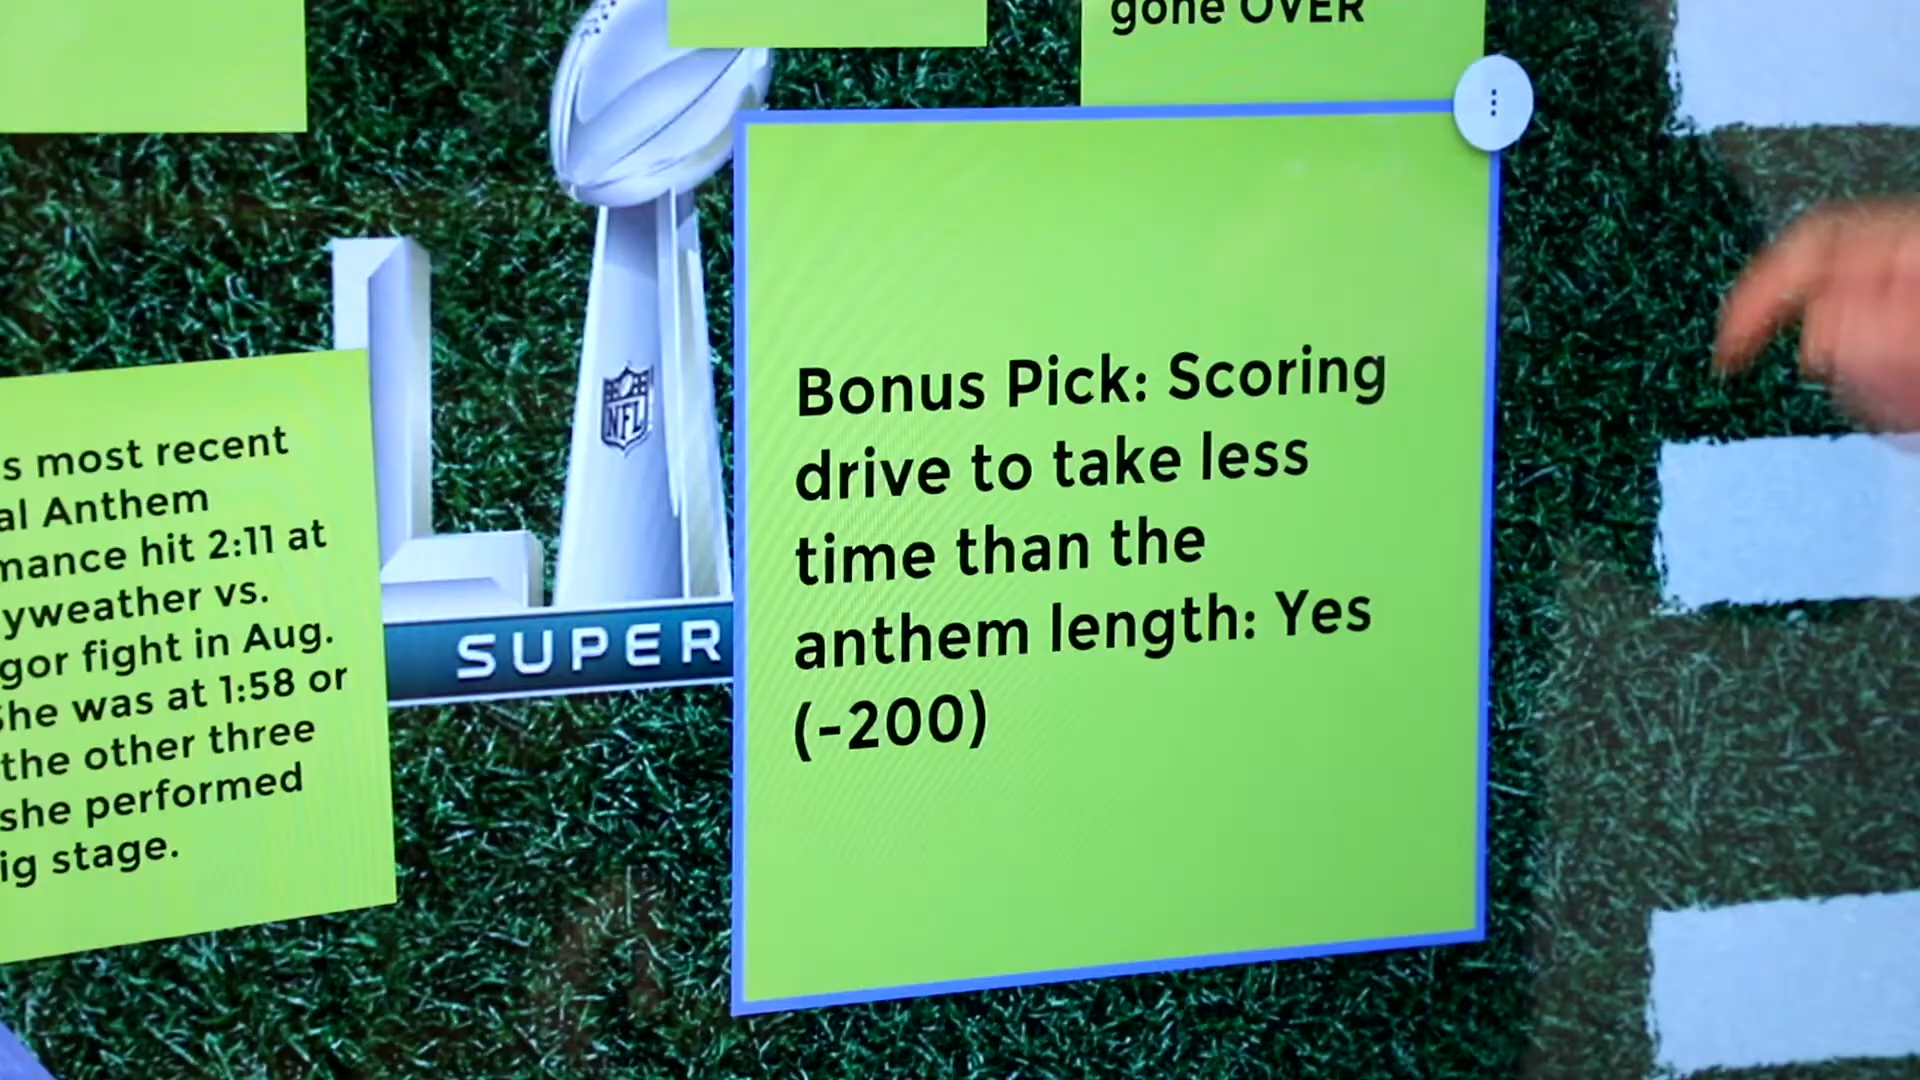 gone OVER
Bonus Pick: Scoring
drive to take less
time than the
anthem length: Yes
(-200)
s most recent
al Anthem
mance hit 2:11 at
yweather vs.
gor fight in Aug.
she was at 1:58 or
the other three
she performed
ig stage.
NFL
LI
SUPER